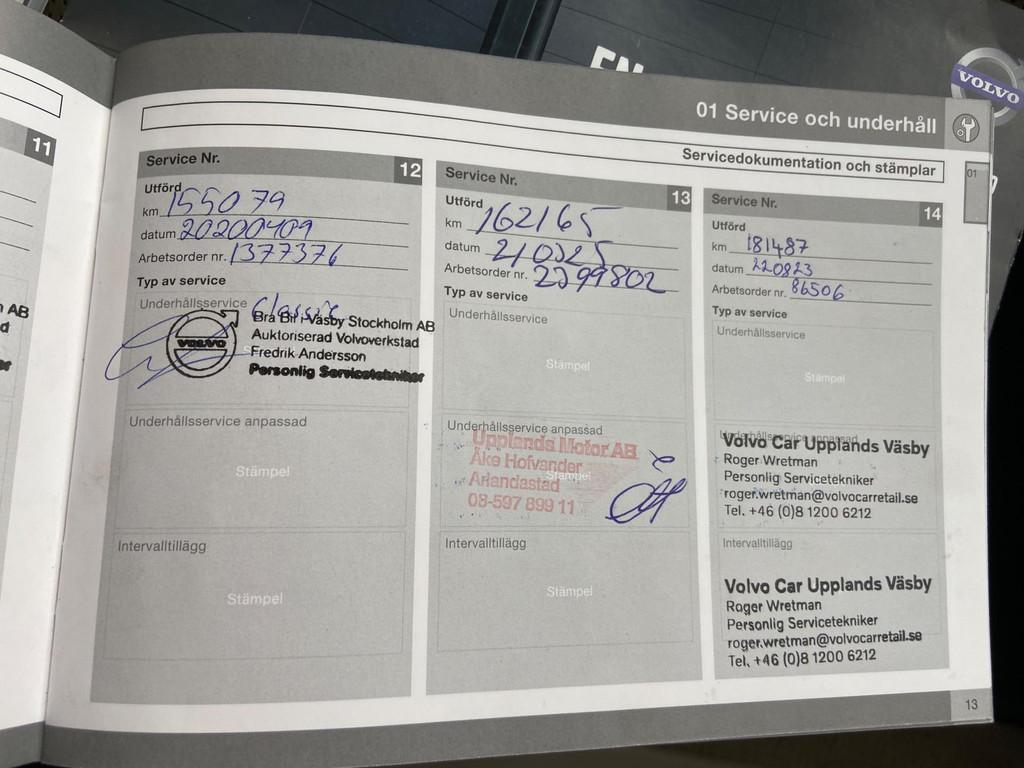 EN
VOLVO
01 Service och underhåll
Servicedokumentation och stämplar
01
11
Service Nr. 12
Utförd
km 155079
datum 20200409
Arbetsorder nr. 1377376
Typ av service
Underhållsservice Classic
VOLVO
Bra Bil i Väsby Stockholm AB
Auktoriserad Volvoverkstad
Fredrik Andersson
Personlig Servicetekniker
Underhållsservice anpassad
Stämpel
Intervalltillägg
Stämpel
Service Nr. 13
Utförd
km 162165
datum 210325
Arbetsorder nr. 2299802
Typ av service
Underhållsservice
Stämpel
Underhållsservice anpassad
Upplands Motor AB
Åke Hofvander
Stämpel
Arlandastad
08-597 899 11
Intervalltillägg
Stämpel
Service Nr. 14
Utförd
km 181487
datum 220823
Arbetsorder nr. 86506
Typ av service
Underhållsservice
Stämpel
Underhållsservice anpassad
Volvo Car Upplands Väsby
Roger Wretman
Personlig Servicetekniker
roger.wretman@volvocarretail.se
Tel. +46 (0)8 1200 6212
Intervalltillägg
Volvo Car Upplands Väsby
Roger Wretman
Personlig Servicetekniker
roger.wretman@volvocarretail.se
Tel. +46 (0)8 1200 6212
13